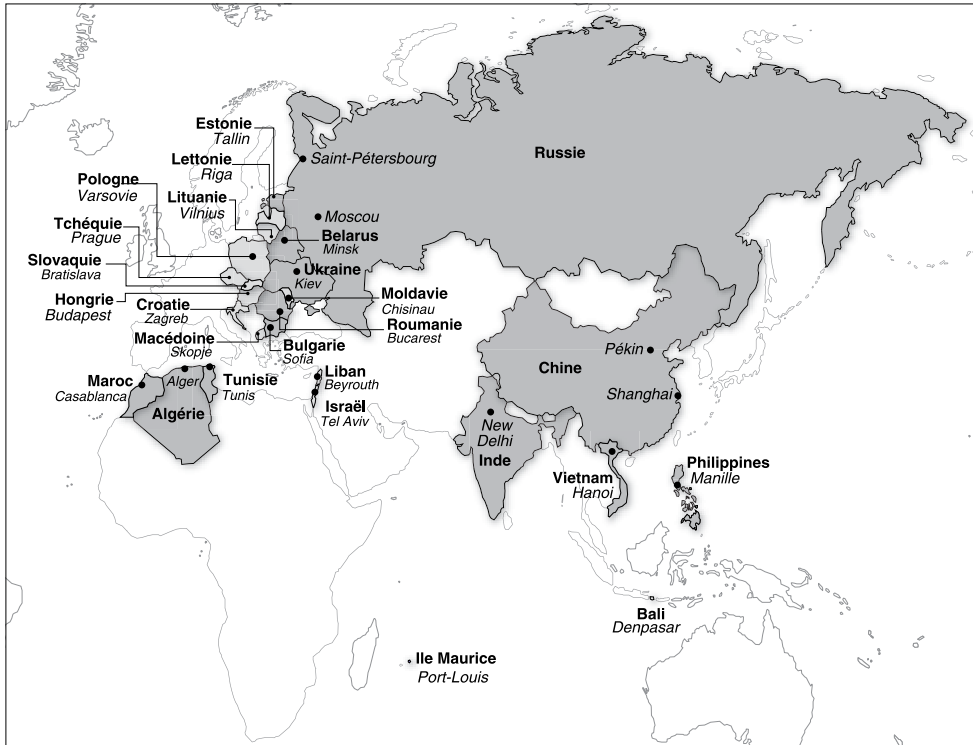 Estonie
Tallin
Lettonie
Riga
Saint-Pétersbourg
Russie
Pologne
Varsovie
Lituanie
Vilnius
Moscou
Tchéquie
Prague
Belarus
Minsk
Slovaquie
Bratislava
Ukraine
Kiev
Hongrie
Budapest
Croatie
Zagreb
Moldavie
Chisinau
Macédoine
Skopje
Roumanie
Bucarest
Bulgarie
Sofia
Maroc
Casablanca
Alger
Algérie
Tunisie
Tunis
Liban
Beyrouth
Israël
Tel Aviv
Pékin
Chine
Shanghai
New
Delhi
Inde
Vietnam
Hanoi
Philippines
Manille
Bali
Denpasar
Ile Maurice
Port-Louis